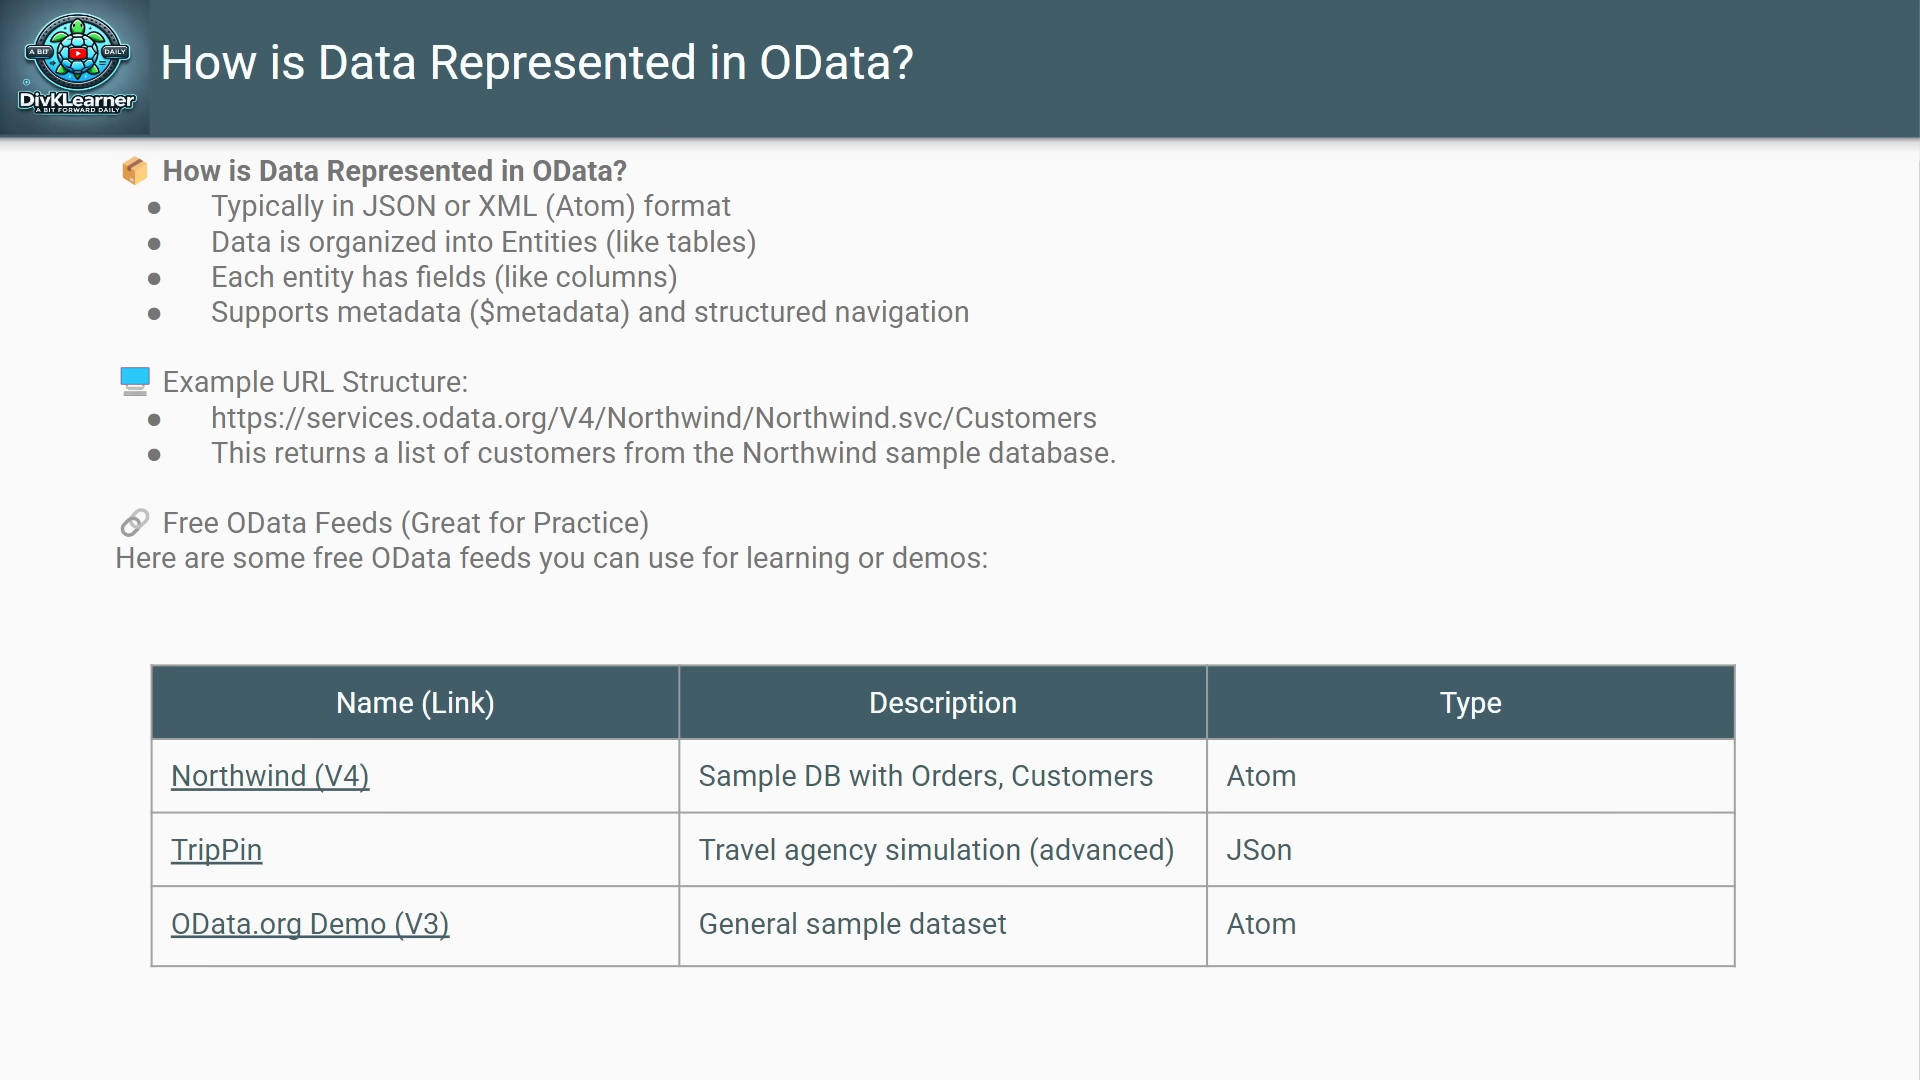 A BIT DAILY
DivKLearner
A BIT FORWARD DAILY
How is Data Represented in OData?
📦 How is Data Represented in OData?
● Typically in JSON or XML (Atom) format
● Data is organized into Entities (like tables)
● Each entity has fields (like columns)
● Supports metadata ($metadata) and structured navigation
🖥️ Example URL Structure:
● https://services.odata.org/V4/Northwind/Northwind.svc/Customers
● This returns a list of customers from the Northwind sample database.
🔗 Free OData Feeds (Great for Practice)
Here are some free OData feeds you can use for learning or demos:
Name (Link) Description Type
Northwind (V4) Sample DB with Orders, Customers Atom
TripPin Travel agency simulation (advanced) JSon
OData.org Demo (V3) General sample dataset Atom